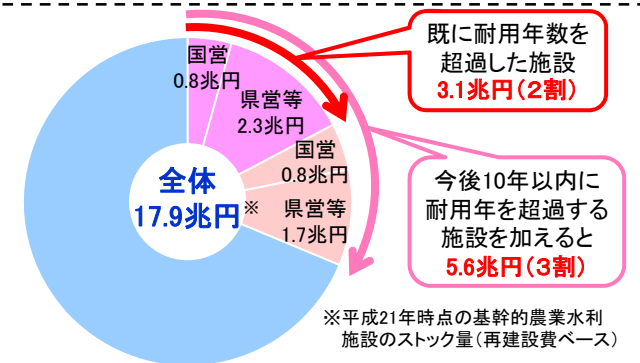 国営
0.8兆円
県営等
2.3兆円
国営
0.8兆円
県営等
1.7兆円
全体
17.9兆円
※
既に耐用年数を
超過した施設
3.1兆円(2割)
今後10年以内に
耐用年を超過する
施設を加えると
5.6兆円(3割)
※平成21年時点の基幹的農業水利
施設のストック量(再建設費ベース)